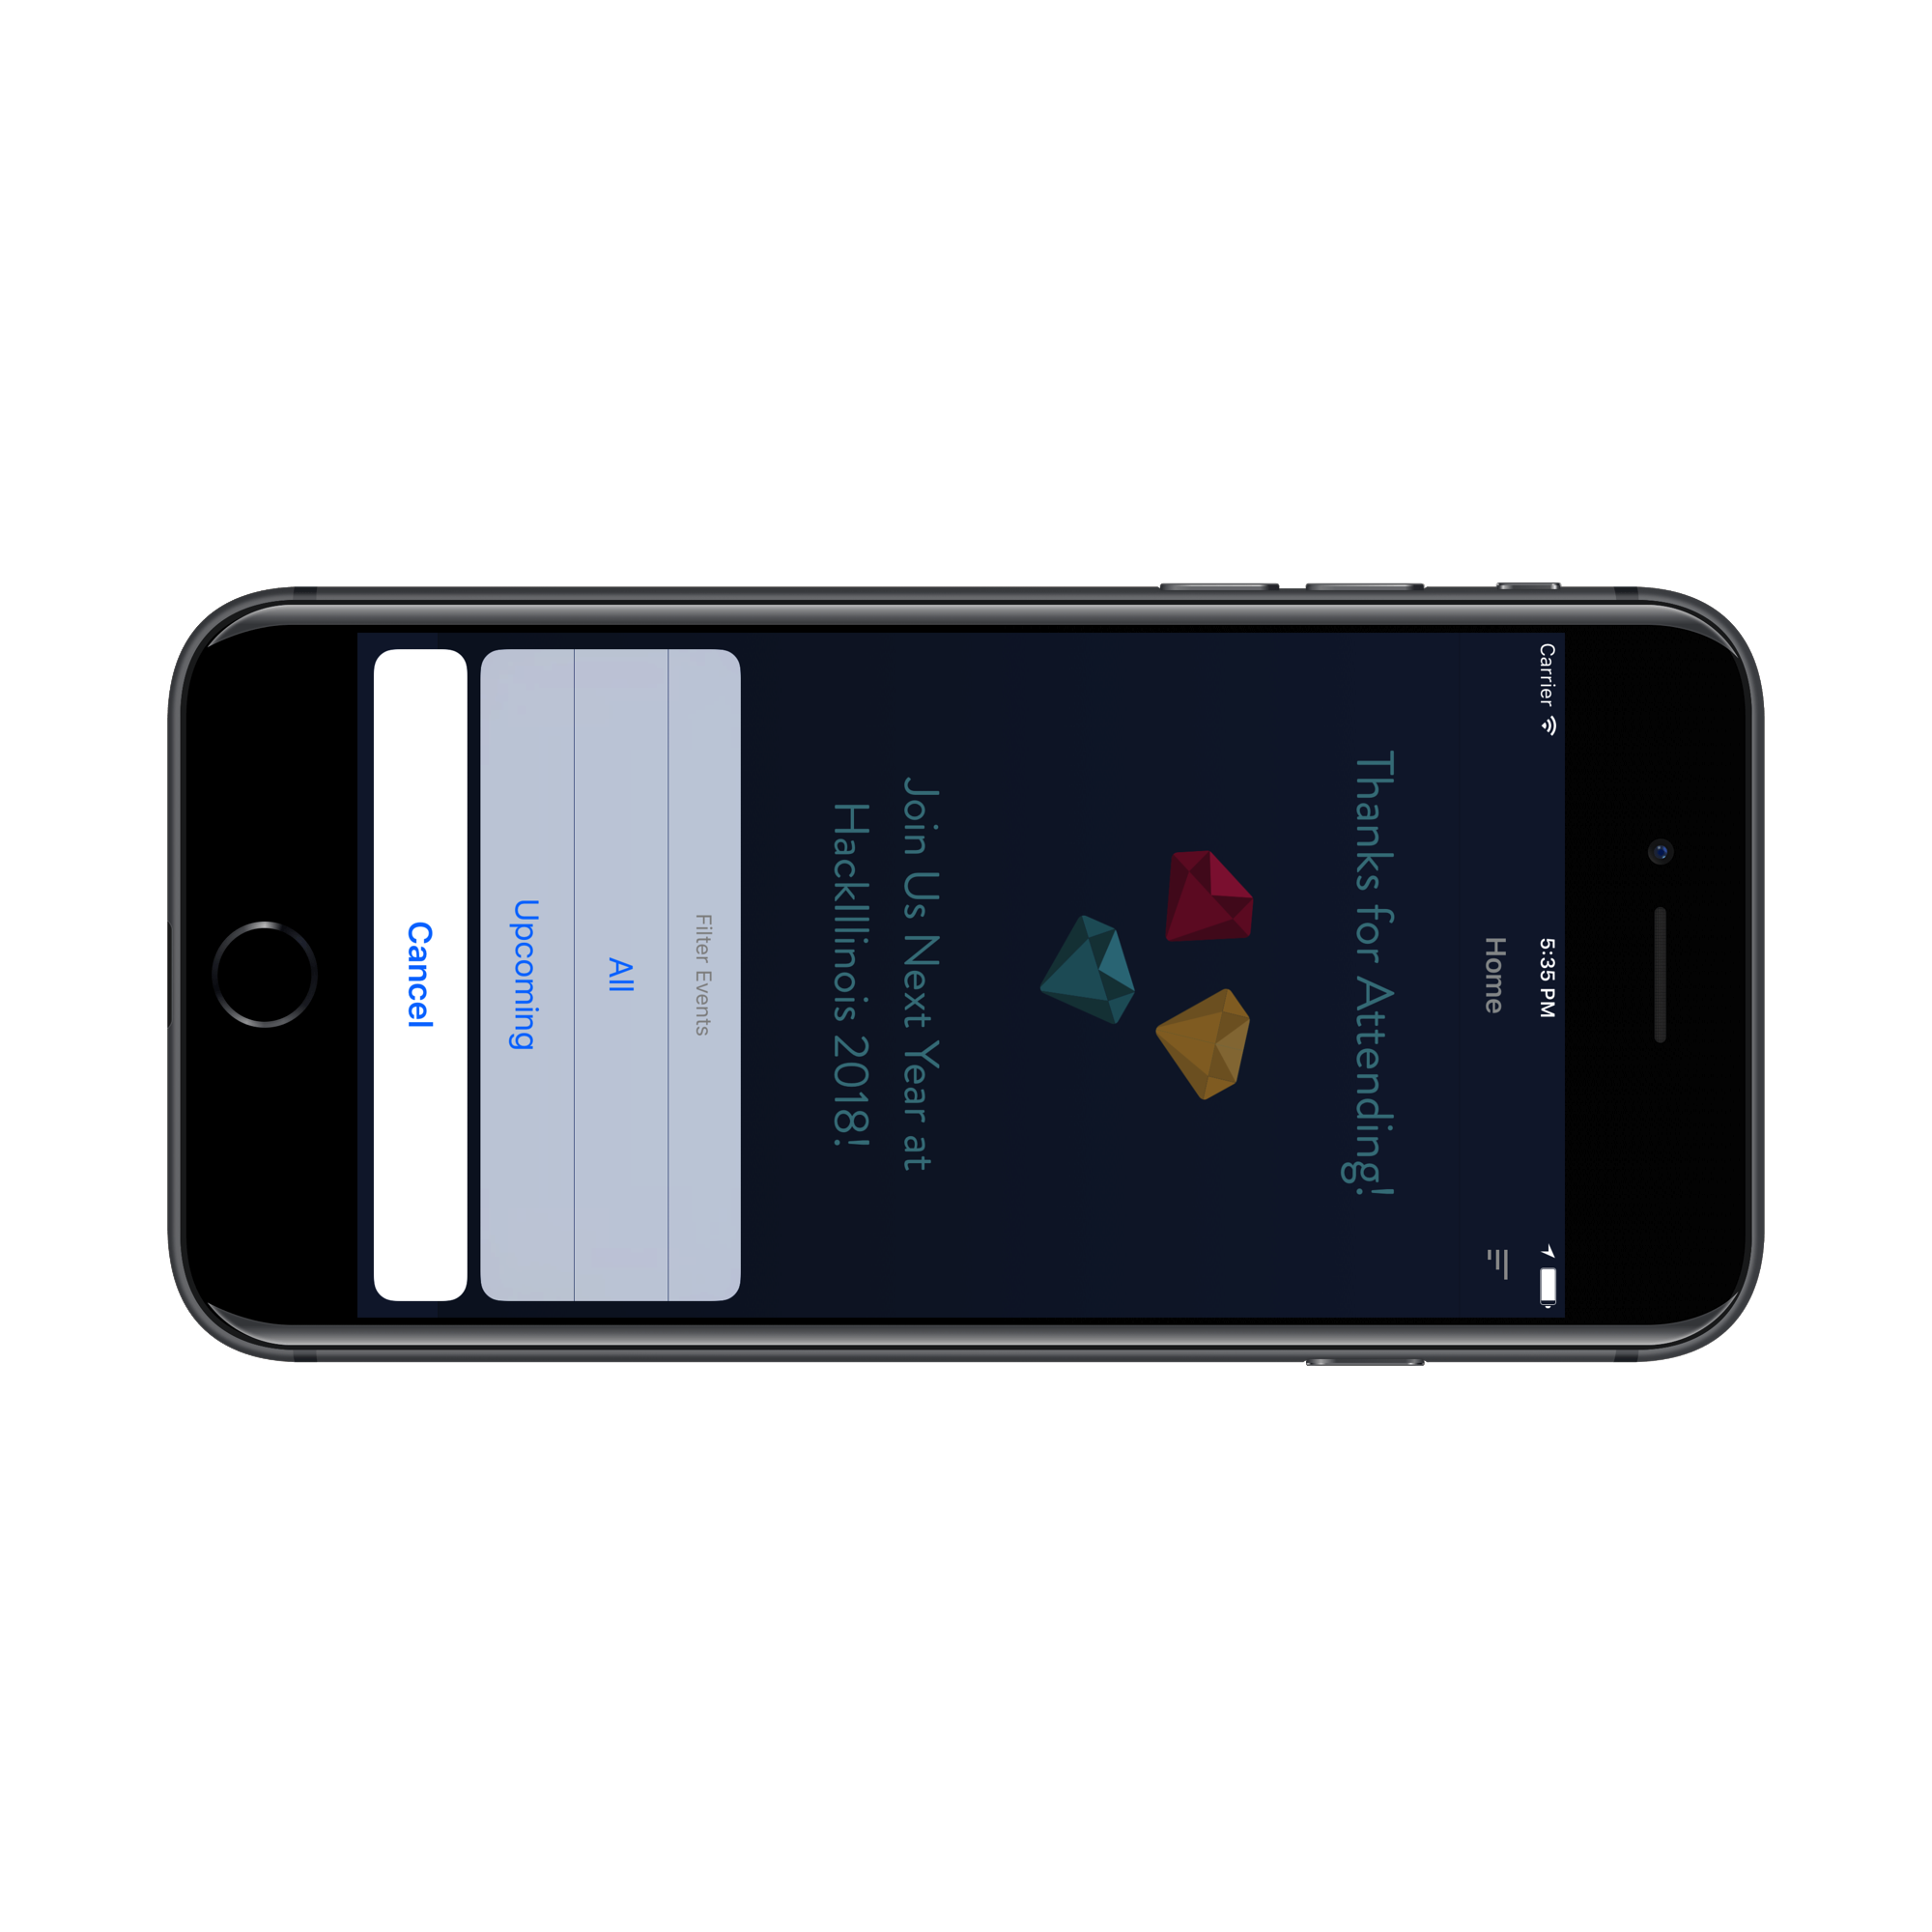 Carrier 5:35 PM
Home
Thanks for Attending!
Join Us Next Year at
HackIllinois 2018!
Filter Events
All
Upcoming
Cancel